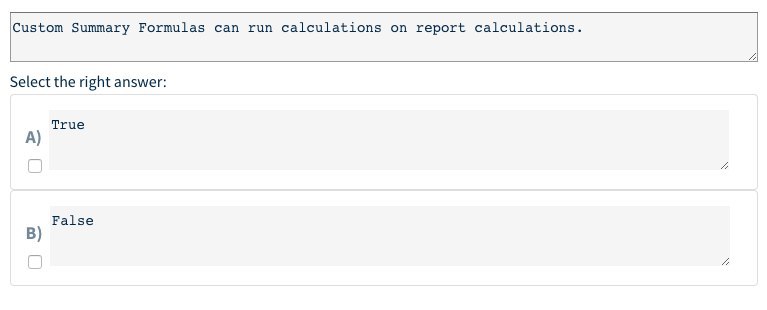 Custom Summary Formulas can run calculations on report calculations.
Select the right answer:
A)
True
B)
False